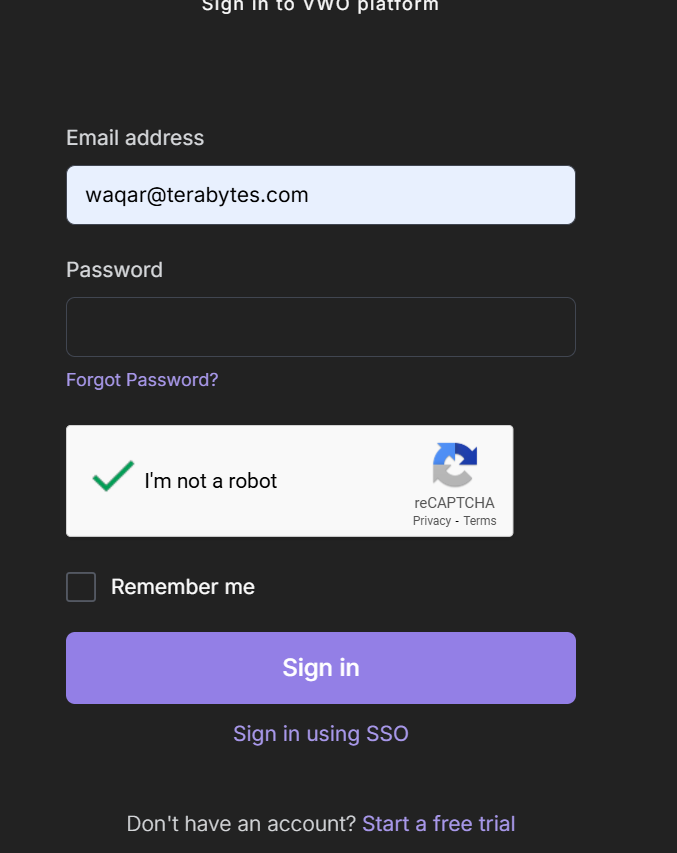 Sign in to VWO platform
Email address
waqar@terabytes.com
Password
Forgot Password?
I'm not a robot
reCAPTCHA
Privacy - Terms
Remember me
Sign in
Sign in using SSO
Don't have an account? Start a free trial